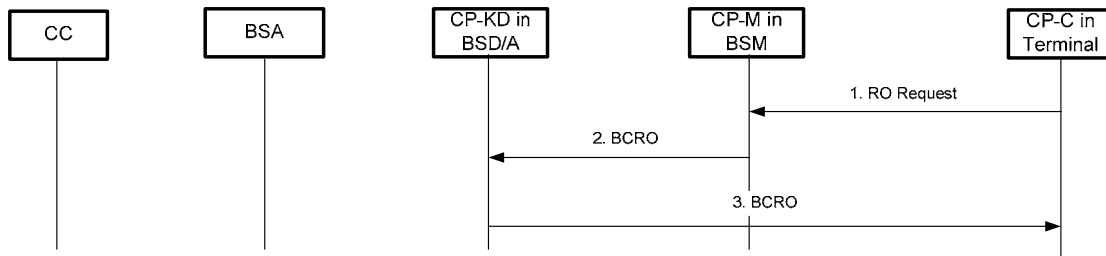 CC
BSA
CP-KD in
BSD/A
CP-M in
BSM
CP-C in
Terminal
1. RO Request
2. BCRO
3. BCRO